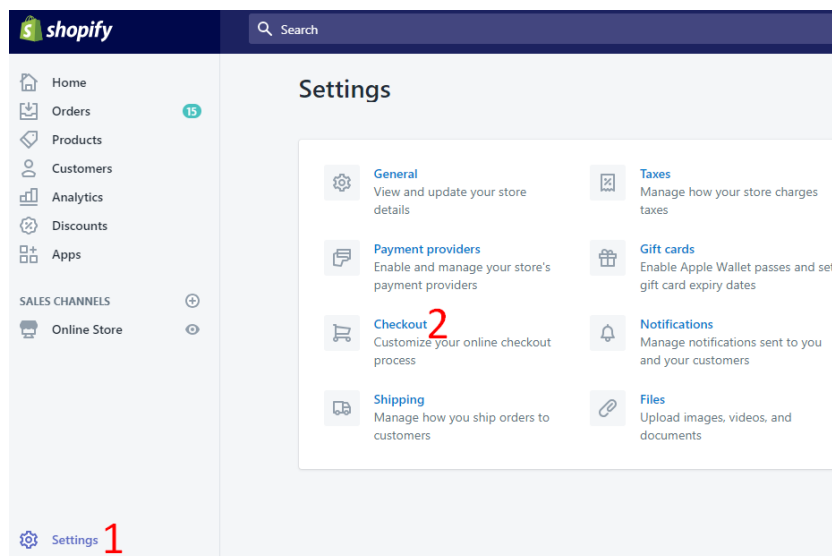 shopify
Search
Home
Orders 15
Products
Customers
Analytics
Discounts
Apps
SALES CHANNELS
Online Store
Settings 1
Settings
General
View and update your store
details
Payment providers
Enable and manage your store's
payment providers
Checkout 2
Customize your online checkout
process
Shipping
Manage how you ship orders to
customers
Taxes
Manage how your store charges
taxes
Gift cards
Enable Apple Wallet passes and set
gift card expiry dates
Notifications
Manage notifications sent to you
and your customers
Files
Upload images, videos, and
documents